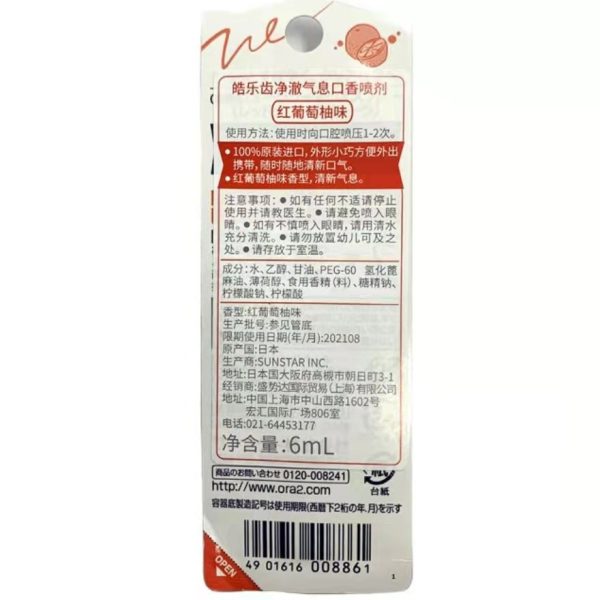 皓乐齿净澈气息口香喷剂
红葡萄柚味
使用方法：使用时向口腔喷压1-2次。
● 100%原装进口，外形小巧方便外出
携带，随时随地清新口气。
● 红葡萄柚味香型，清新气息。
注意事项：● 如有任何不适请停止
使用并请教医生。● 请避免喷入眼
睛。● 如有不慎喷入眼睛，请用清水
充分清洗。● 请勿放置幼儿可及之
处。● 请存放于室温。
成分：水、乙醇、甘油、PEG-60 氢化蓖
麻油、薄荷醇、食用香精（料）、糖精钠、
柠檬酸钠、柠檬酸
香型：红葡萄柚味
生产批号：参见管底
限期使用日期（年/月）：202108
原产国：日本
生产商：SUNSTAR INC.
地址：日本国大阪府高槻市朝日町3-1
经销商：盛势达国际贸易（上海）有限公司
地址：中国上海市中山西路1602号
宏汇国际广场806室
电话：021-64453177
净含量：6mL
商品のお問い合わせ 0120-008241
http://www.ora2.com
台紙
容器底製造記号は使用期限（西暦下2桁の年、月）を示す
OPEN
49 01616 008861
1